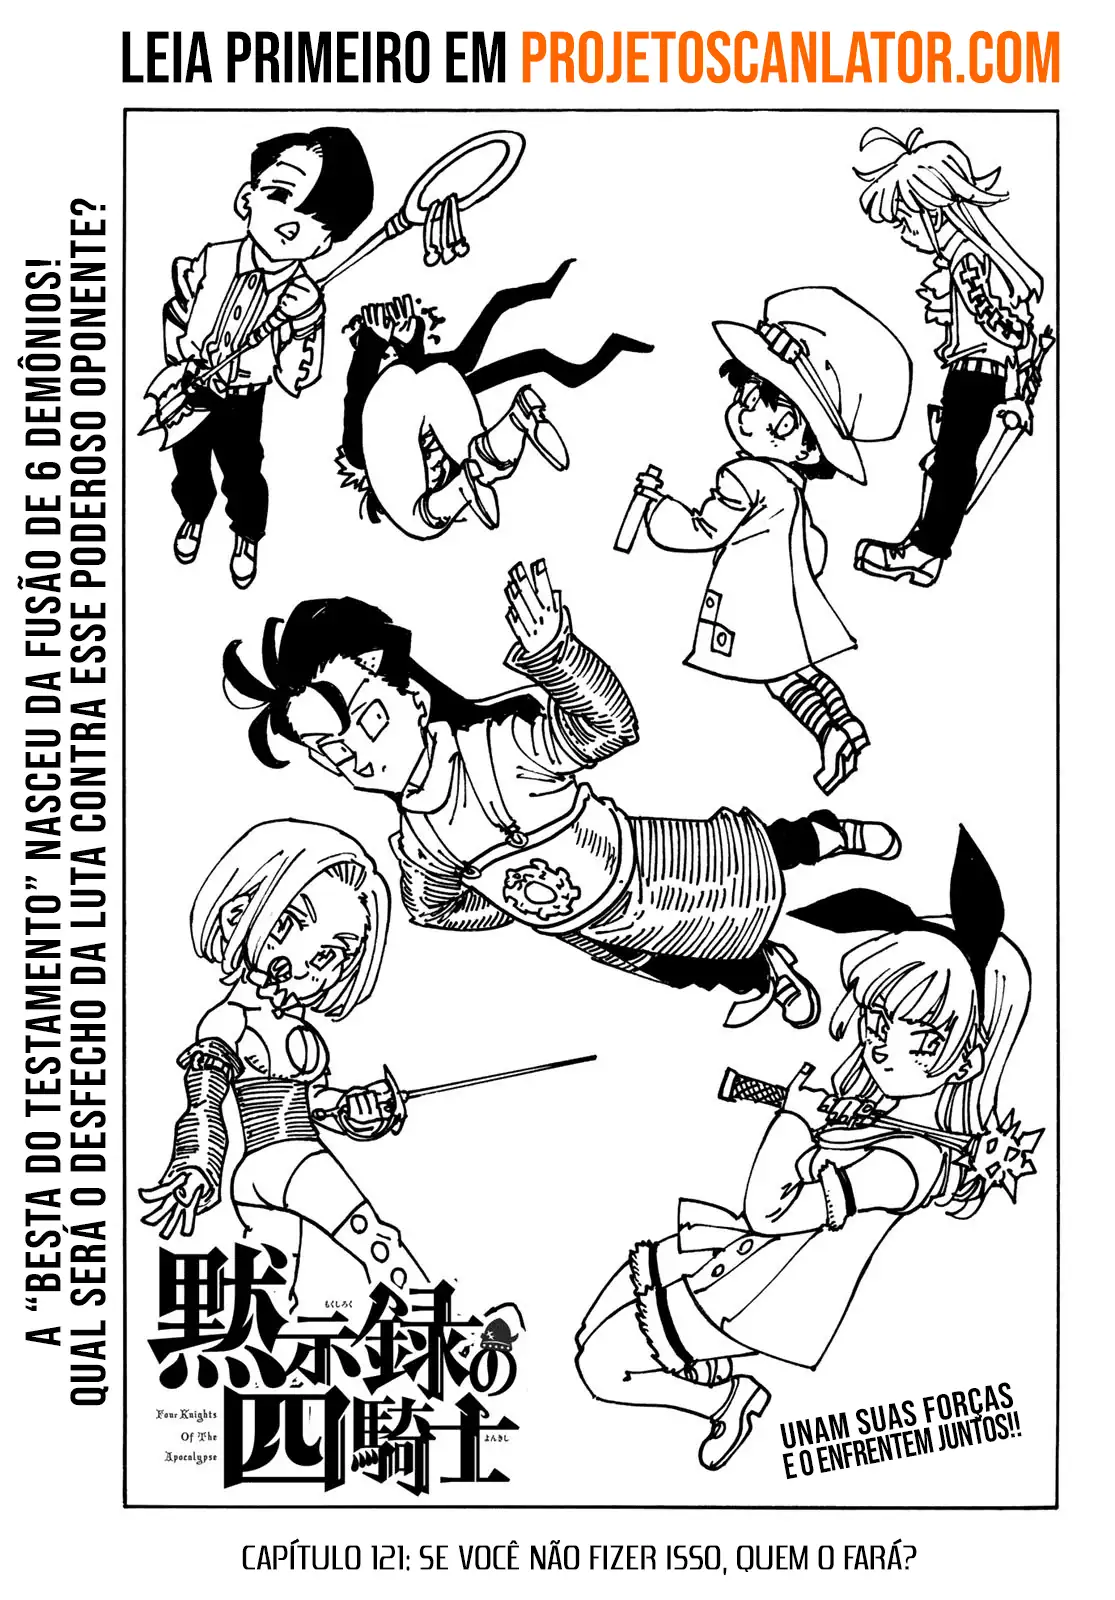 LEIA PRIMEIRO EM PROJETOSCANLATOR.COM
A “BESTA DO TESTAMENTO” NASCEU DA FUSÃO DE 6 DEMÔNIOS!
QUAL SERÁ O DESFECHO DA LUTA CONTRA ESSE PODEROSO OPONENTE?
もくしろく
黙示録の
四騎士
よんきし
Four Knights
Of The
Apocalypse
UNAM SUAS FORÇAS
E O ENFRENTEM JUNTOS!!
CAPÍTULO 121: SE VOCÊ NÃO FIZER ISSO, QUEM O FARÁ?